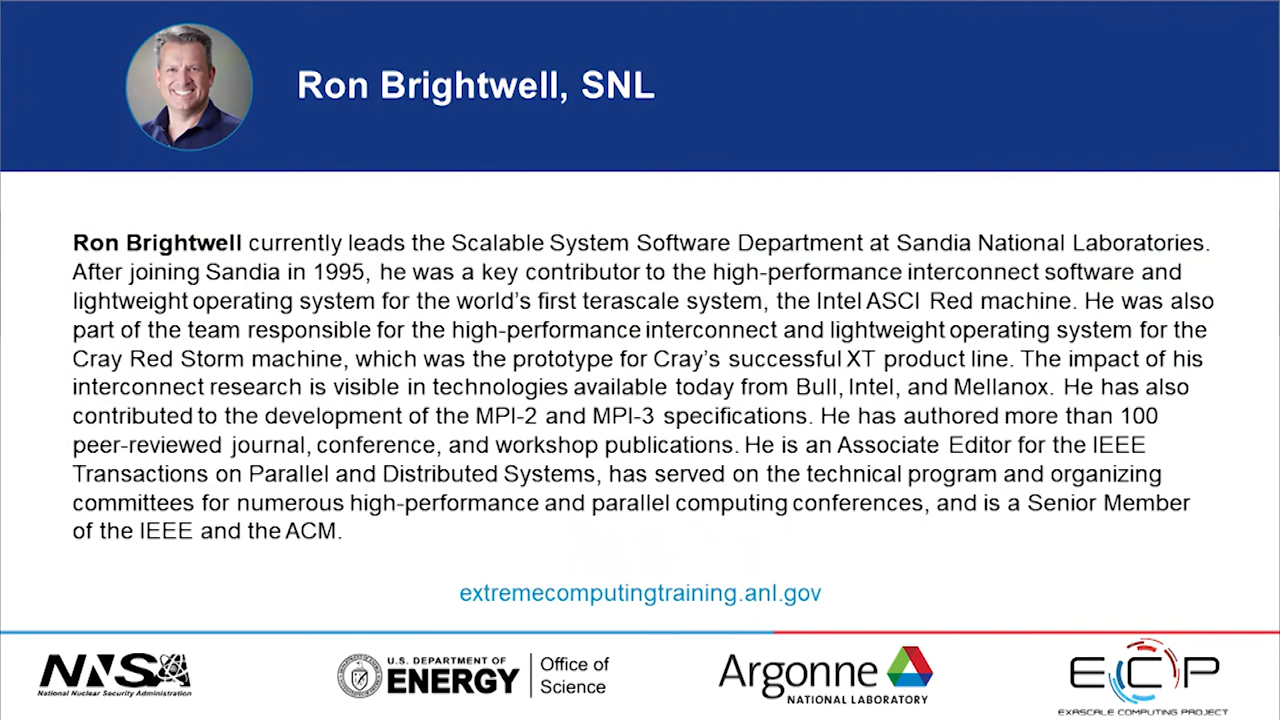 Ron Brightwell, SNL
Ron Brightwell currently leads the Scalable System Software Department at Sandia National Laboratories.
After joining Sandia in 1995, he was a key contributor to the high-performance interconnect software and
lightweight operating system for the world's first terascale system, the Intel ASCI Red machine. He was also
part of the team responsible for the high-performance interconnect and lightweight operating system for the
Cray Red Storm machine, which was the prototype for Cray's successful XT product line. The impact of his
interconnect research is visible in technologies available today from Bull, Intel, and Mellanox. He has also
contributed to the development of the MPI-2 and MPI-3 specifications. He has authored more than 100
peer-reviewed journal, conference, and workshop publications. He is an Associate Editor for the IEEE
Transactions on Parallel and Distributed Systems, has served on the technical program and organizing
committees for numerous high-performance and parallel computing conferences, and is a Senior Member
of the IEEE and the ACM.
extremecomputingtraining.anl.gov
NNSA
National Nuclear Security Administration
U.S. DEPARTMENT OF
ENERGY
Office of
Science
Argonne
NATIONAL LABORATORY
ECP
EXASCALE COMPUTING PROJECT